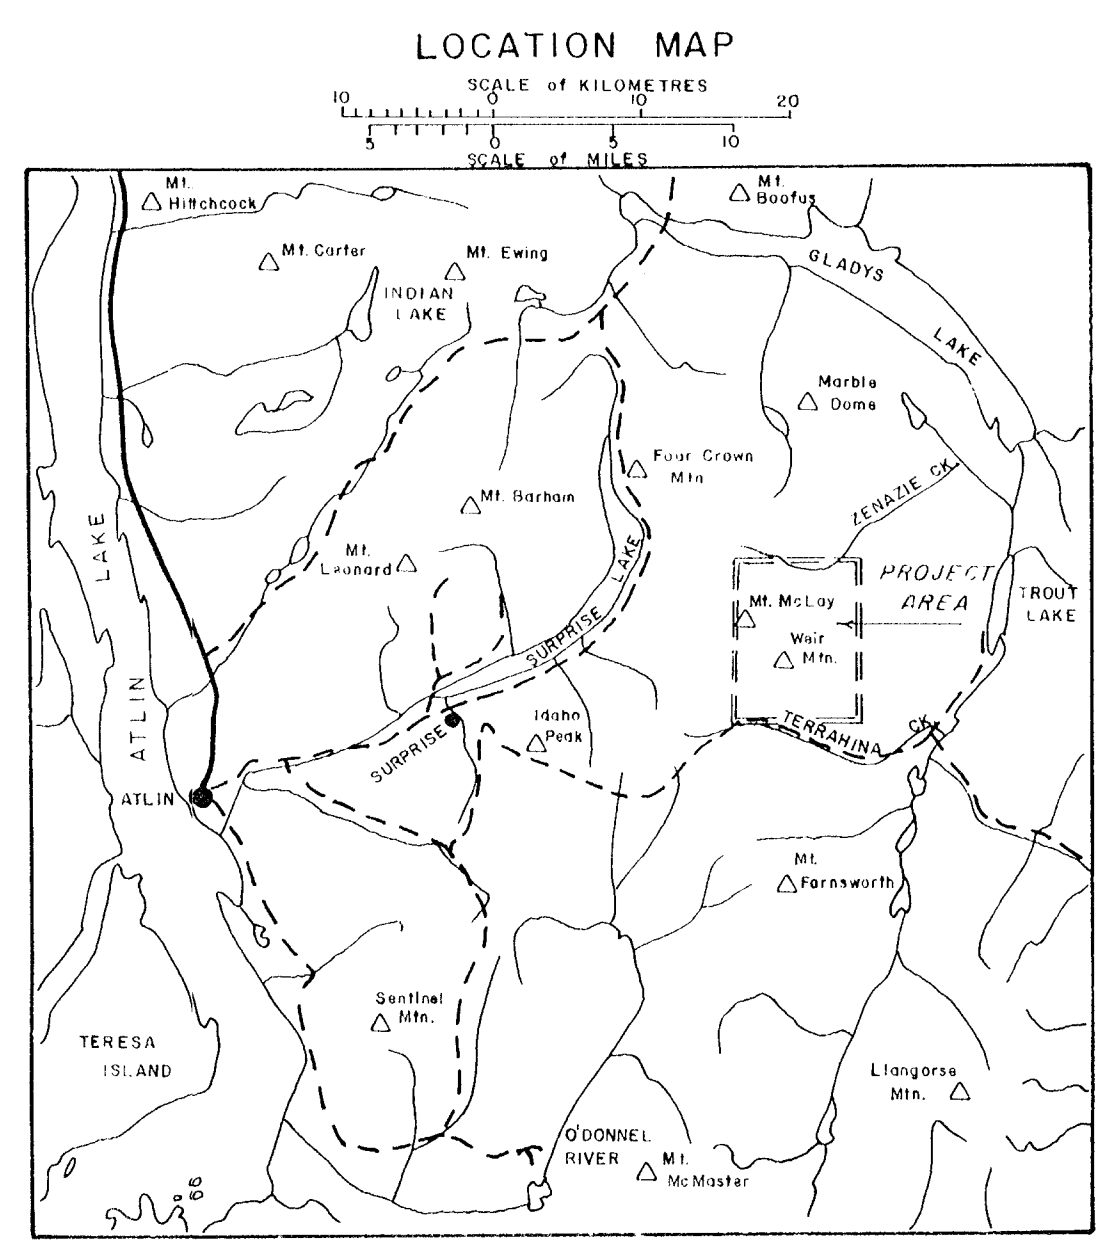 LOCATION MAP
SCALE of KILOMETRES
10 0 10 20
5 0 5 10
SCALE of MILES
Mt.
Hittchcock
Mt.
Boofus
Mt. Carter
Mt. Ewing
GLADYS
LAKE
INDIAN
LAKE
Marble
Dome
Four Crown
Mtn
ZENAZIE CK.
Mt. Barham
LAKE
ATLIN
Mt.
Leonard
SURPRISE
LAKE
PROJECT
AREA
TROUT
LAKE
Mt. McLay
Weir
Mtn.
Idaho
Peak
SURPRISE
TERRAHINA CK.
ATLIN
Mt.
Farnsworth
Sentinel
Mtn.
TERESA
ISLAND
Llangorse
Mtn.
O'DONNEL
RIVER
Mt.
McMaster